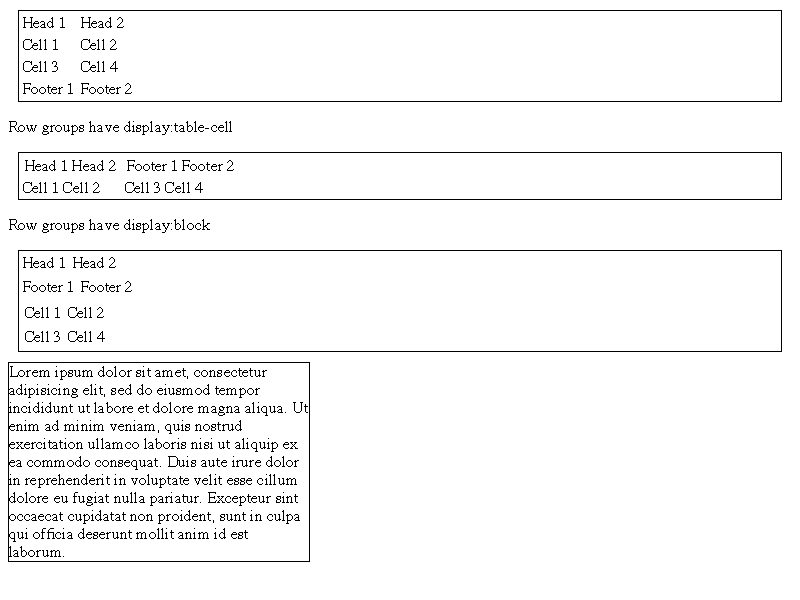 Head 1 Head 2
Cell 1 Cell 2
Cell 3 Cell 4
Footer 1 Footer 2
Row groups have display:table-cell
Head 1 Head 2 Footer 1 Footer 2
Cell 1 Cell 2 Cell 3 Cell 4
Row groups have display:block
Head 1 Head 2
Footer 1 Footer 2
Cell 1 Cell 2
Cell 3 Cell 4
Lorem ipsum dolor sit amet, consectetur
adipisicing elit, sed do eiusmod tempor
incididunt ut labore et dolore magna aliqua. Ut
enim ad minim veniam, quis nostrud
exercitation ullamco laboris nisi ut aliquip ex
ea commodo consequat. Duis aute irure dolor
in reprehenderit in voluptate velit esse cillum
dolore eu fugiat nulla pariatur. Excepteur sint
occaecat cupidatat non proident, sunt in culpa
qui officia deserunt mollit anim id est
laborum.